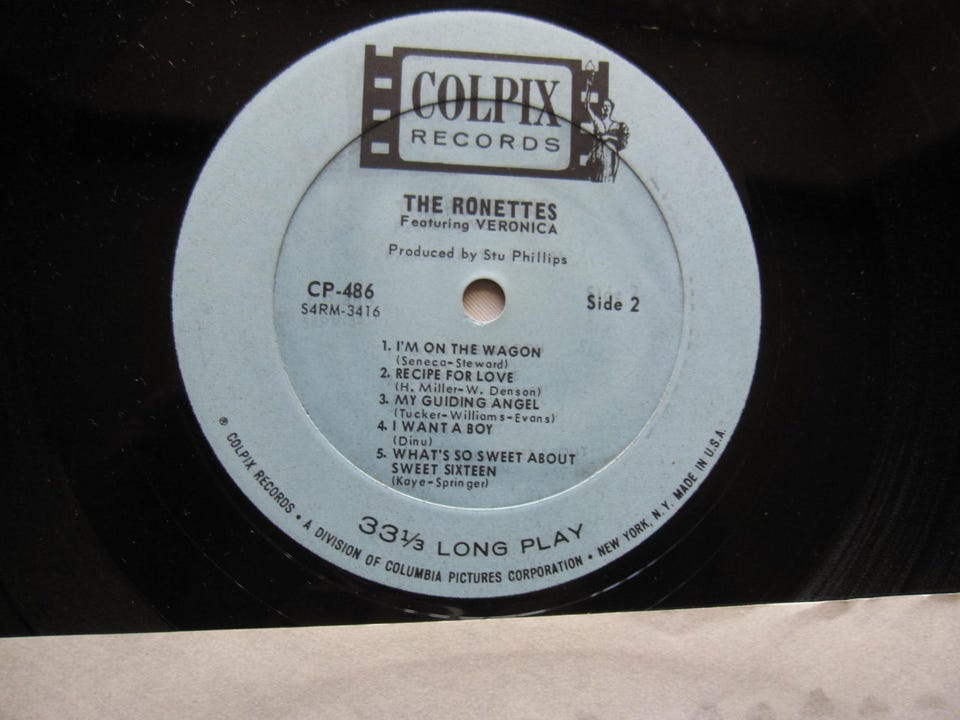 COLPIX
RECORDS
THE RONETTES
Featuring VERONICA
Produced by Stu Phillips
CP-486
S4RM-3416
Side 2
1. I'M ON THE WAGON
(Seneca-Steward)
2. RECIPE FOR LOVE
(H. Miller-W. Denson)
3. MY GUIDING ANGEL
(Tucker-Williams-Evans)
4. I WANT A BOY
(Dinu)
5. WHAT'S SO SWEET ABOUT
SWEET SIXTEEN
(Kaye-Springer)
33⅓ LONG PLAY
® COLPIX RECORDS • A DIVISION OF COLUMBIA PICTURES CORPORATION • NEW YORK, N.Y. MADE IN U.S.A.